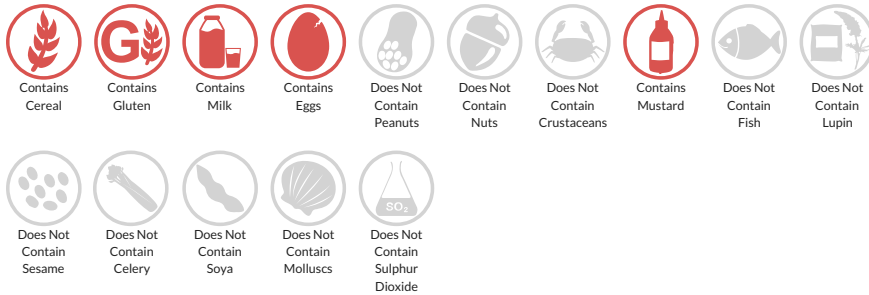 G
Contains
Cereal
Contains
Gluten
Contains
Milk
Contains
Eggs
Does Not
Contain
Peanuts
Does Not
Contain
Nuts
Does Not
Contain
Crustaceans
Contains
Mustard
Does Not
Contain
Fish
Does Not
Contain
Lupin
SO₂
Does Not
Contain
Sesame
Does Not
Contain
Celery
Does Not
Contain
Soya
Does Not
Contain
Molluscs
Does Not
Contain
Sulphur
Dioxide